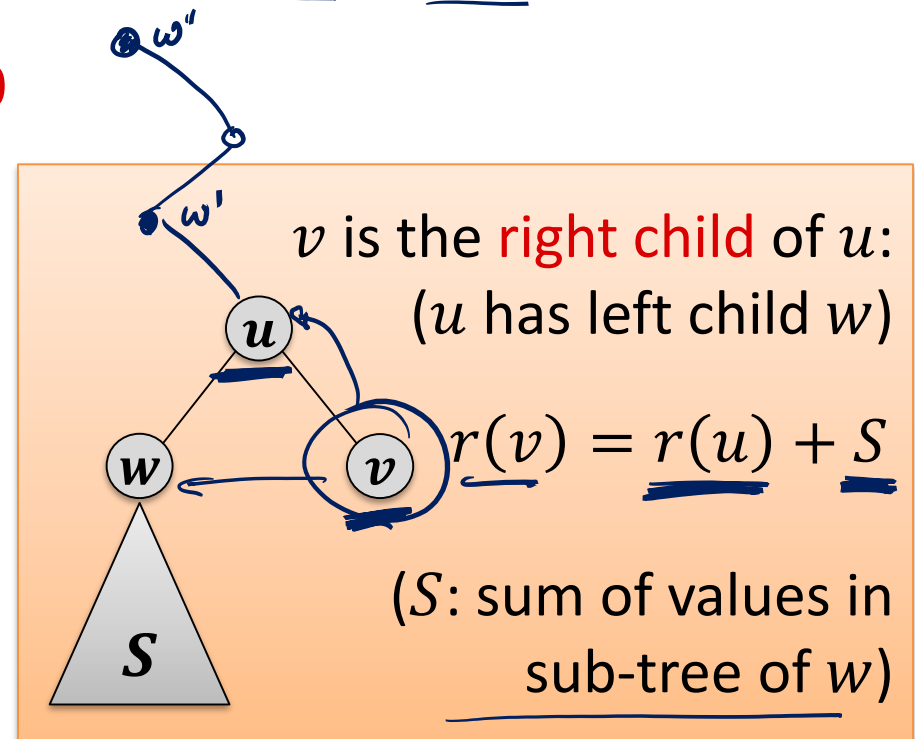 w''
w'
v is the right child of u:
(u has left child w)
u
r(v) = r(u) + S
w
v
(S: sum of values in
sub-tree of w)
S